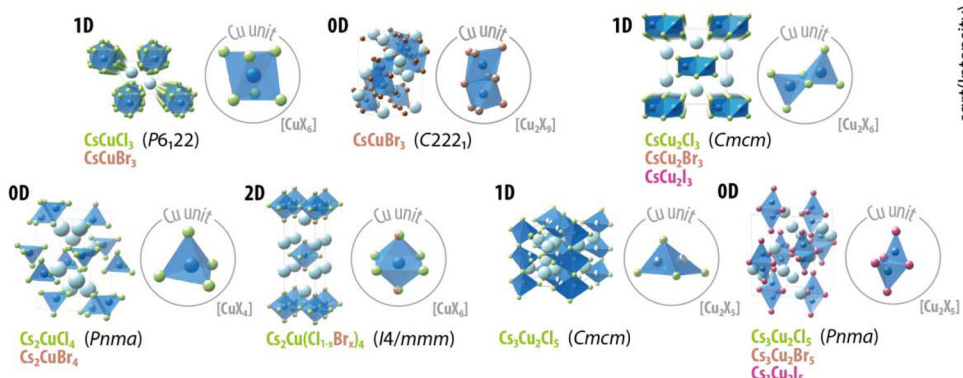 1D
Cu unit
[CuX₆]
CsCuCl₃ (P6₁22)
CsCuBr₃
0D
Cu unit
[Cu₂X₉]
CsCuBr₃ (C222₁)
1D
Cu unit
[Cu₂X₆]
CsCu₂Cl₃ (Cmcm)
CsCu₂Br₃
CsCu₂I₃
0D
Cu unit
[CuX₄]
Cs₂CuCl₄ (Pnma)
Cs₂CuBr₄
2D
Cu unit
[CuX₆]
Cs₂Cu(Cl₁₋ₓBrₓ)₄ (I4/mmm)
1D
Cu unit
[Cu₂X₅]
Cs₃Cu₂Cl₅ (Cmcm)
0D
Cu unit
[Cu₂X₅]
Cs₃Cu₂Cl₅ (Pnma)
Cs₃Cu₂Br₅
Cs₃Cu₂I₅